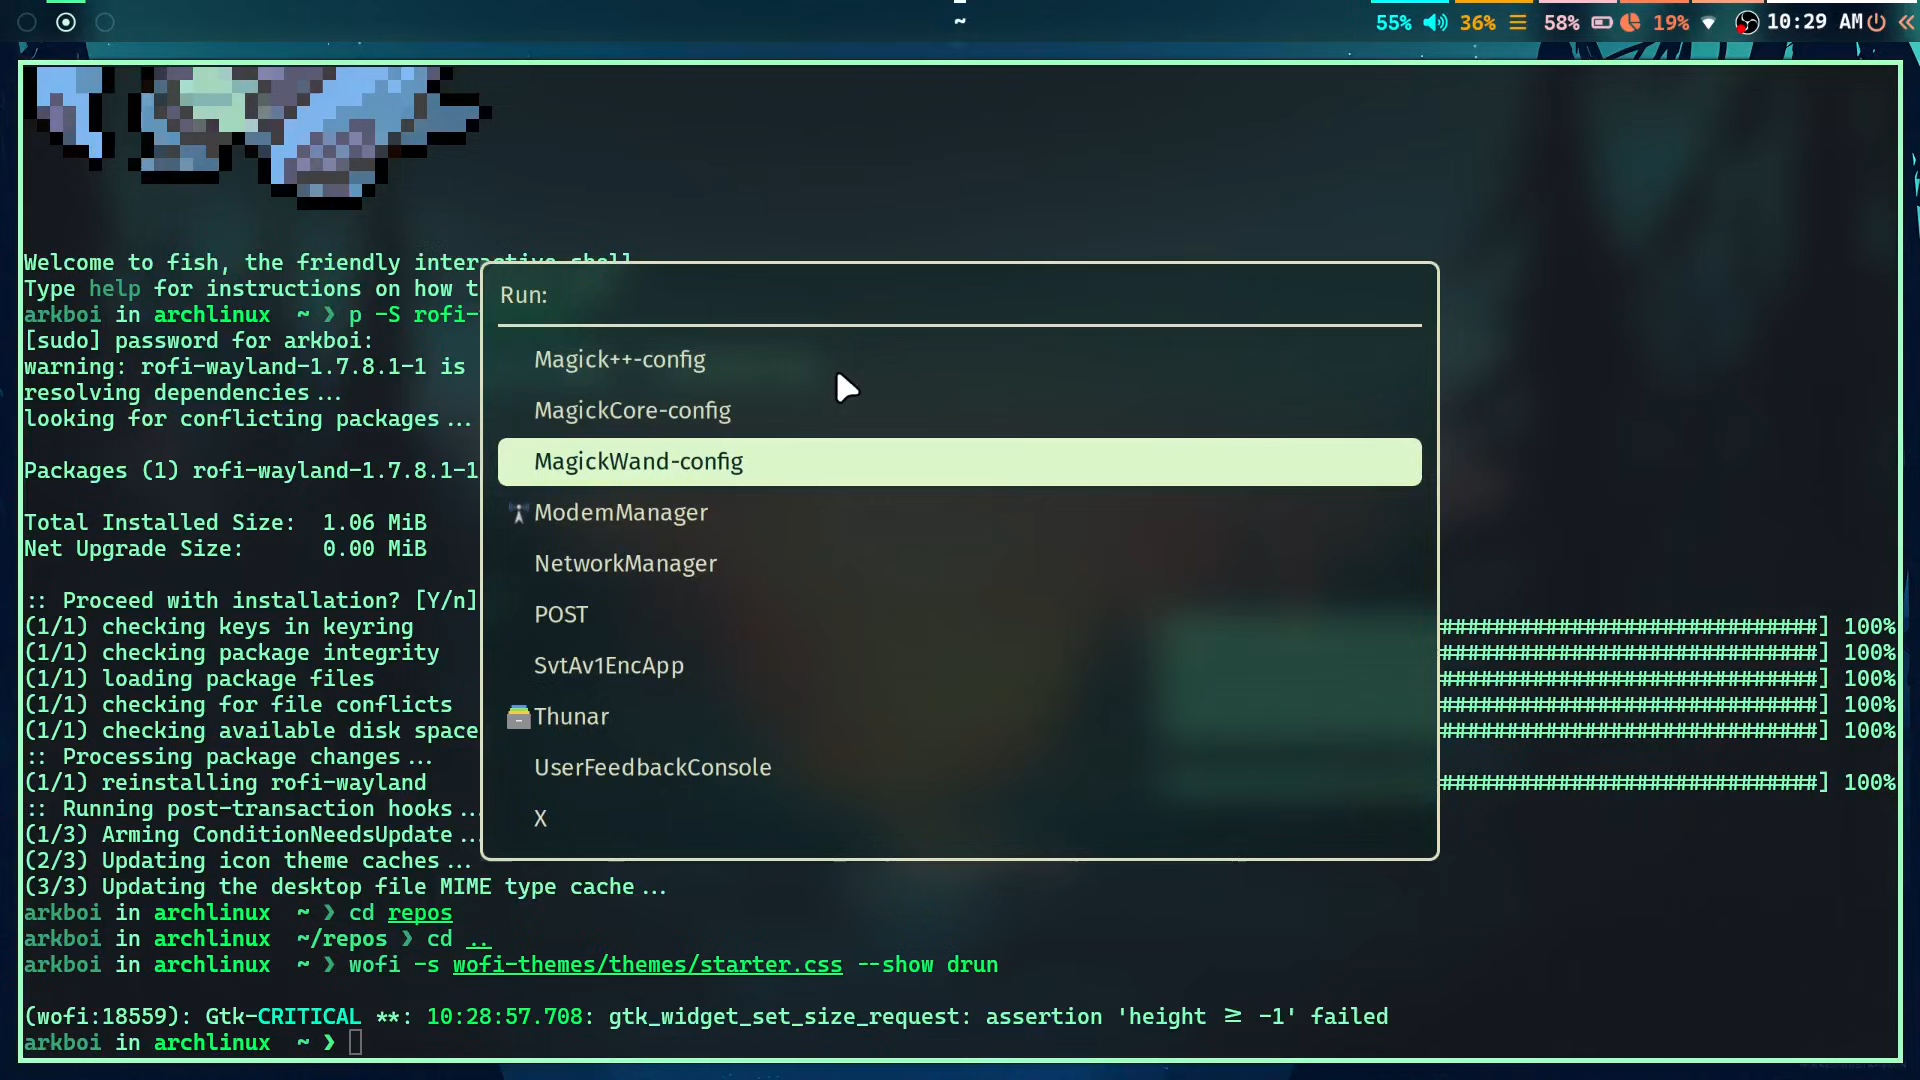 ~
55%
36%
58%
19%
10:29 AM
Welcome to fish, the friendly interactive shell
Type help for instructions on how t
arkboi in archlinux ~ ❯ p -S rofi-
[sudo] password for arkboi:
warning: rofi-wayland-1.7.8.1-1 is
resolving dependencies...
looking for conflicting packages...
Packages (1) rofi-wayland-1.7.8.1-1
Total Installed Size: 1.06 MiB
Net Upgrade Size: 0.00 MiB
:: Proceed with installation? [Y/n]
(1/1) checking keys in keyring
(1/1) checking package integrity
(1/1) loading package files
(1/1) checking for file conflicts
(1/1) checking available disk space
:: Processing package changes...
(1/1) reinstalling rofi-wayland
:: Running post-transaction hooks...
(1/3) Arming ConditionNeedsUpdate...
(2/3) Updating icon theme caches...
(3/3) Updating the desktop file MIME type cache...
arkboi in archlinux ~ ❯ cd repos
arkboi in archlinux ~/repos ❯ cd ..
arkboi in archlinux ~ ❯ wofi -s wofi-themes/themes/starter.css --show drun
(wofi:18559): Gtk-CRITICAL **: 10:28:57.708: gtk_widget_set_size_request: assertion 'height ≥ -1' failed
arkboi in archlinux ~ ❯
Run:
Magick++-config
MagickCore-config
MagickWand-config
ModemManager
NetworkManager
POST
SvtAv1EncApp
Thunar
UserFeedbackConsole
X
#############################] 100%
#############################] 100%
#############################] 100%
#############################] 100%
#############################] 100%
#############################] 100%